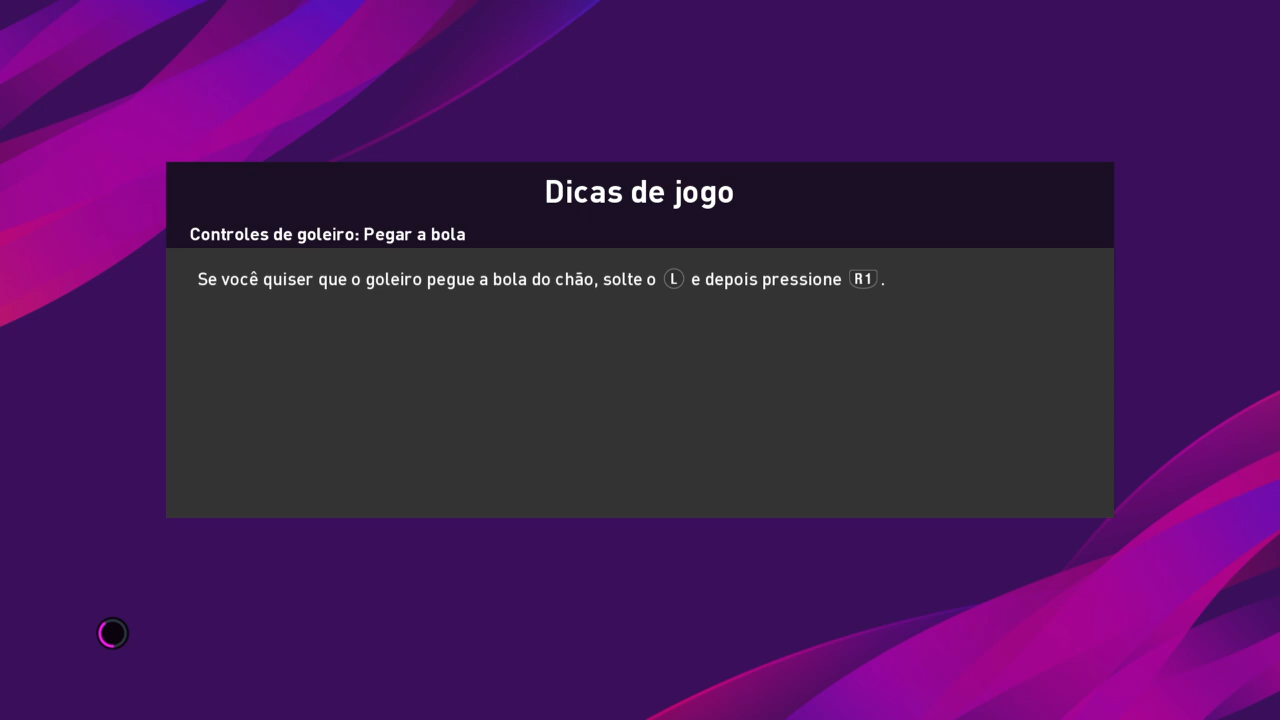 Dicas de jogo
Controles de goleiro: Pegar a bola
Se você quiser que o goleiro pegue a bola do chão, solte o L e depois pressione R1.